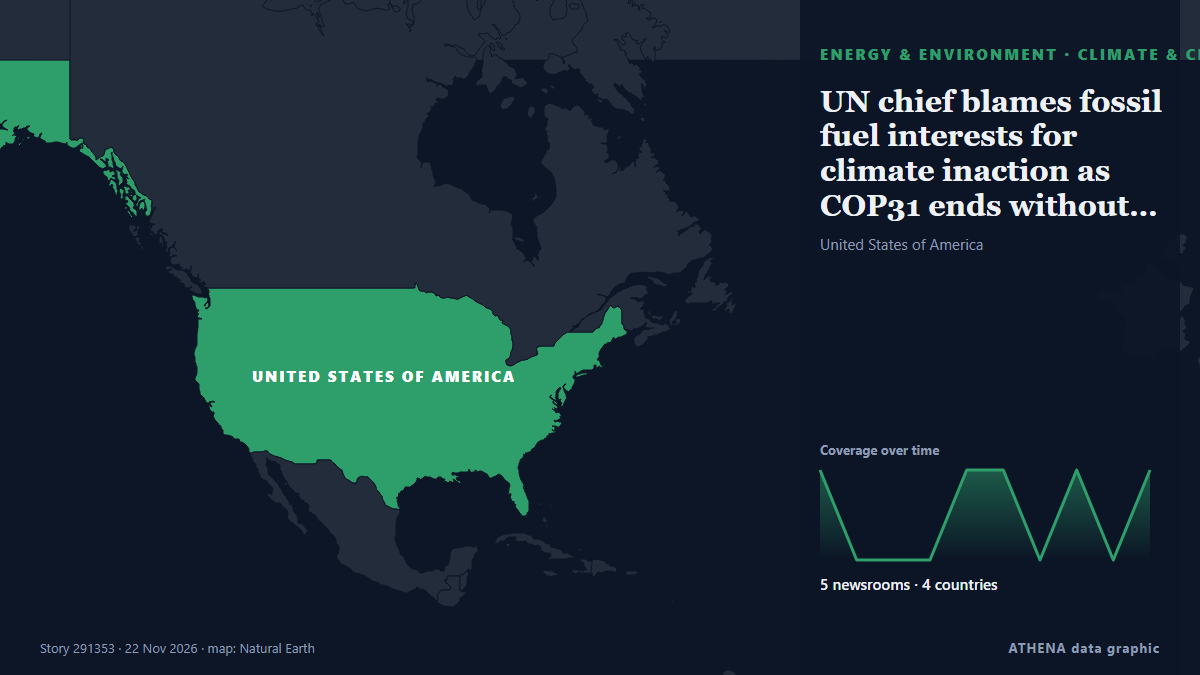 ENERGY & ENVIRONMENT · CLIMATE &
UN chief blames fossil
fuel interests for
climate inaction as
COP31 ends without...
United States of America
UNITED STATES OF AMERICA
Coverage over time
5 newsrooms · 4 countries
Story 291353 · 22 Nov 2026 · map: Natural Earth
ATHENA data graphic